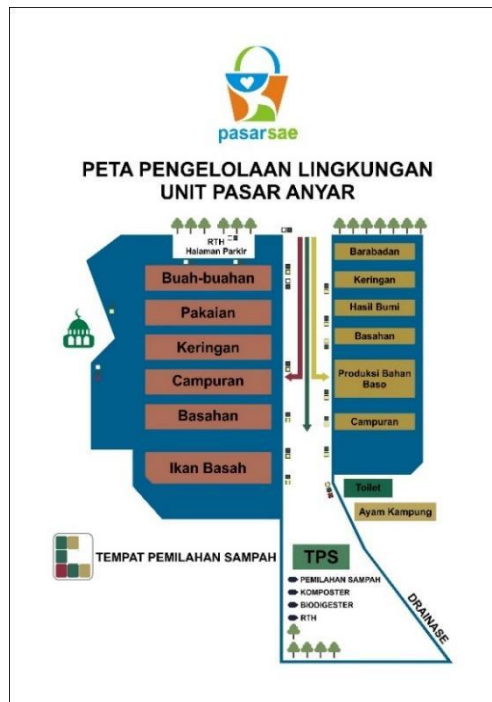 pasarsae
PETA PENGELOLAAN LINGKUNGAN
UNIT PASAR ANYAR
RTH
Halaman Parkir
Buah-buahan
Pakaian
Keringan
Campuran
Basahan
Ikan Basah
Barabadan
Keringan
Hasil Bumi
Basahan
Produksi Bahan
Baso
Campuran
Toilet
Ayam Kampung
TEMPAT PEMILAHAN SAMPAH
TPS
PEMILAHAN SAMPAH
KOMPOSTER
BIODIGESTER
RTH
DRAINASE